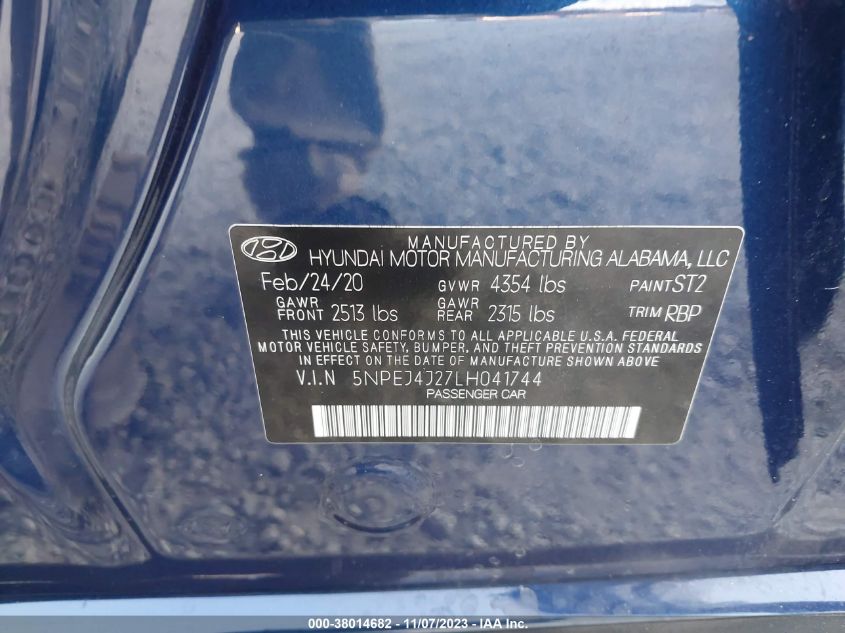 MANUFACTURED BY
HYUNDAI MOTOR MANUFACTURING ALABAMA, LLC
Feb/24/20 GVWR 4354 lbs PAINT ST2
GAWR FRONT 2513 lbs GAWR REAR 2315 lbs TRIM RBP
THIS VEHICLE CONFORMS TO ALL APPLICABLE U.S.A. FEDERAL
MOTOR VEHICLE SAFETY, BUMPER, AND THEFT PREVENTION STANDARDS
IN EFFECT ON THE DATE OF MANUFACTURE SHOWN ABOVE
V.I.N 5NPEJ4J27LH041744
PASSENGER CAR
000-38014682 - 11/07/2023 - © IAA Inc.